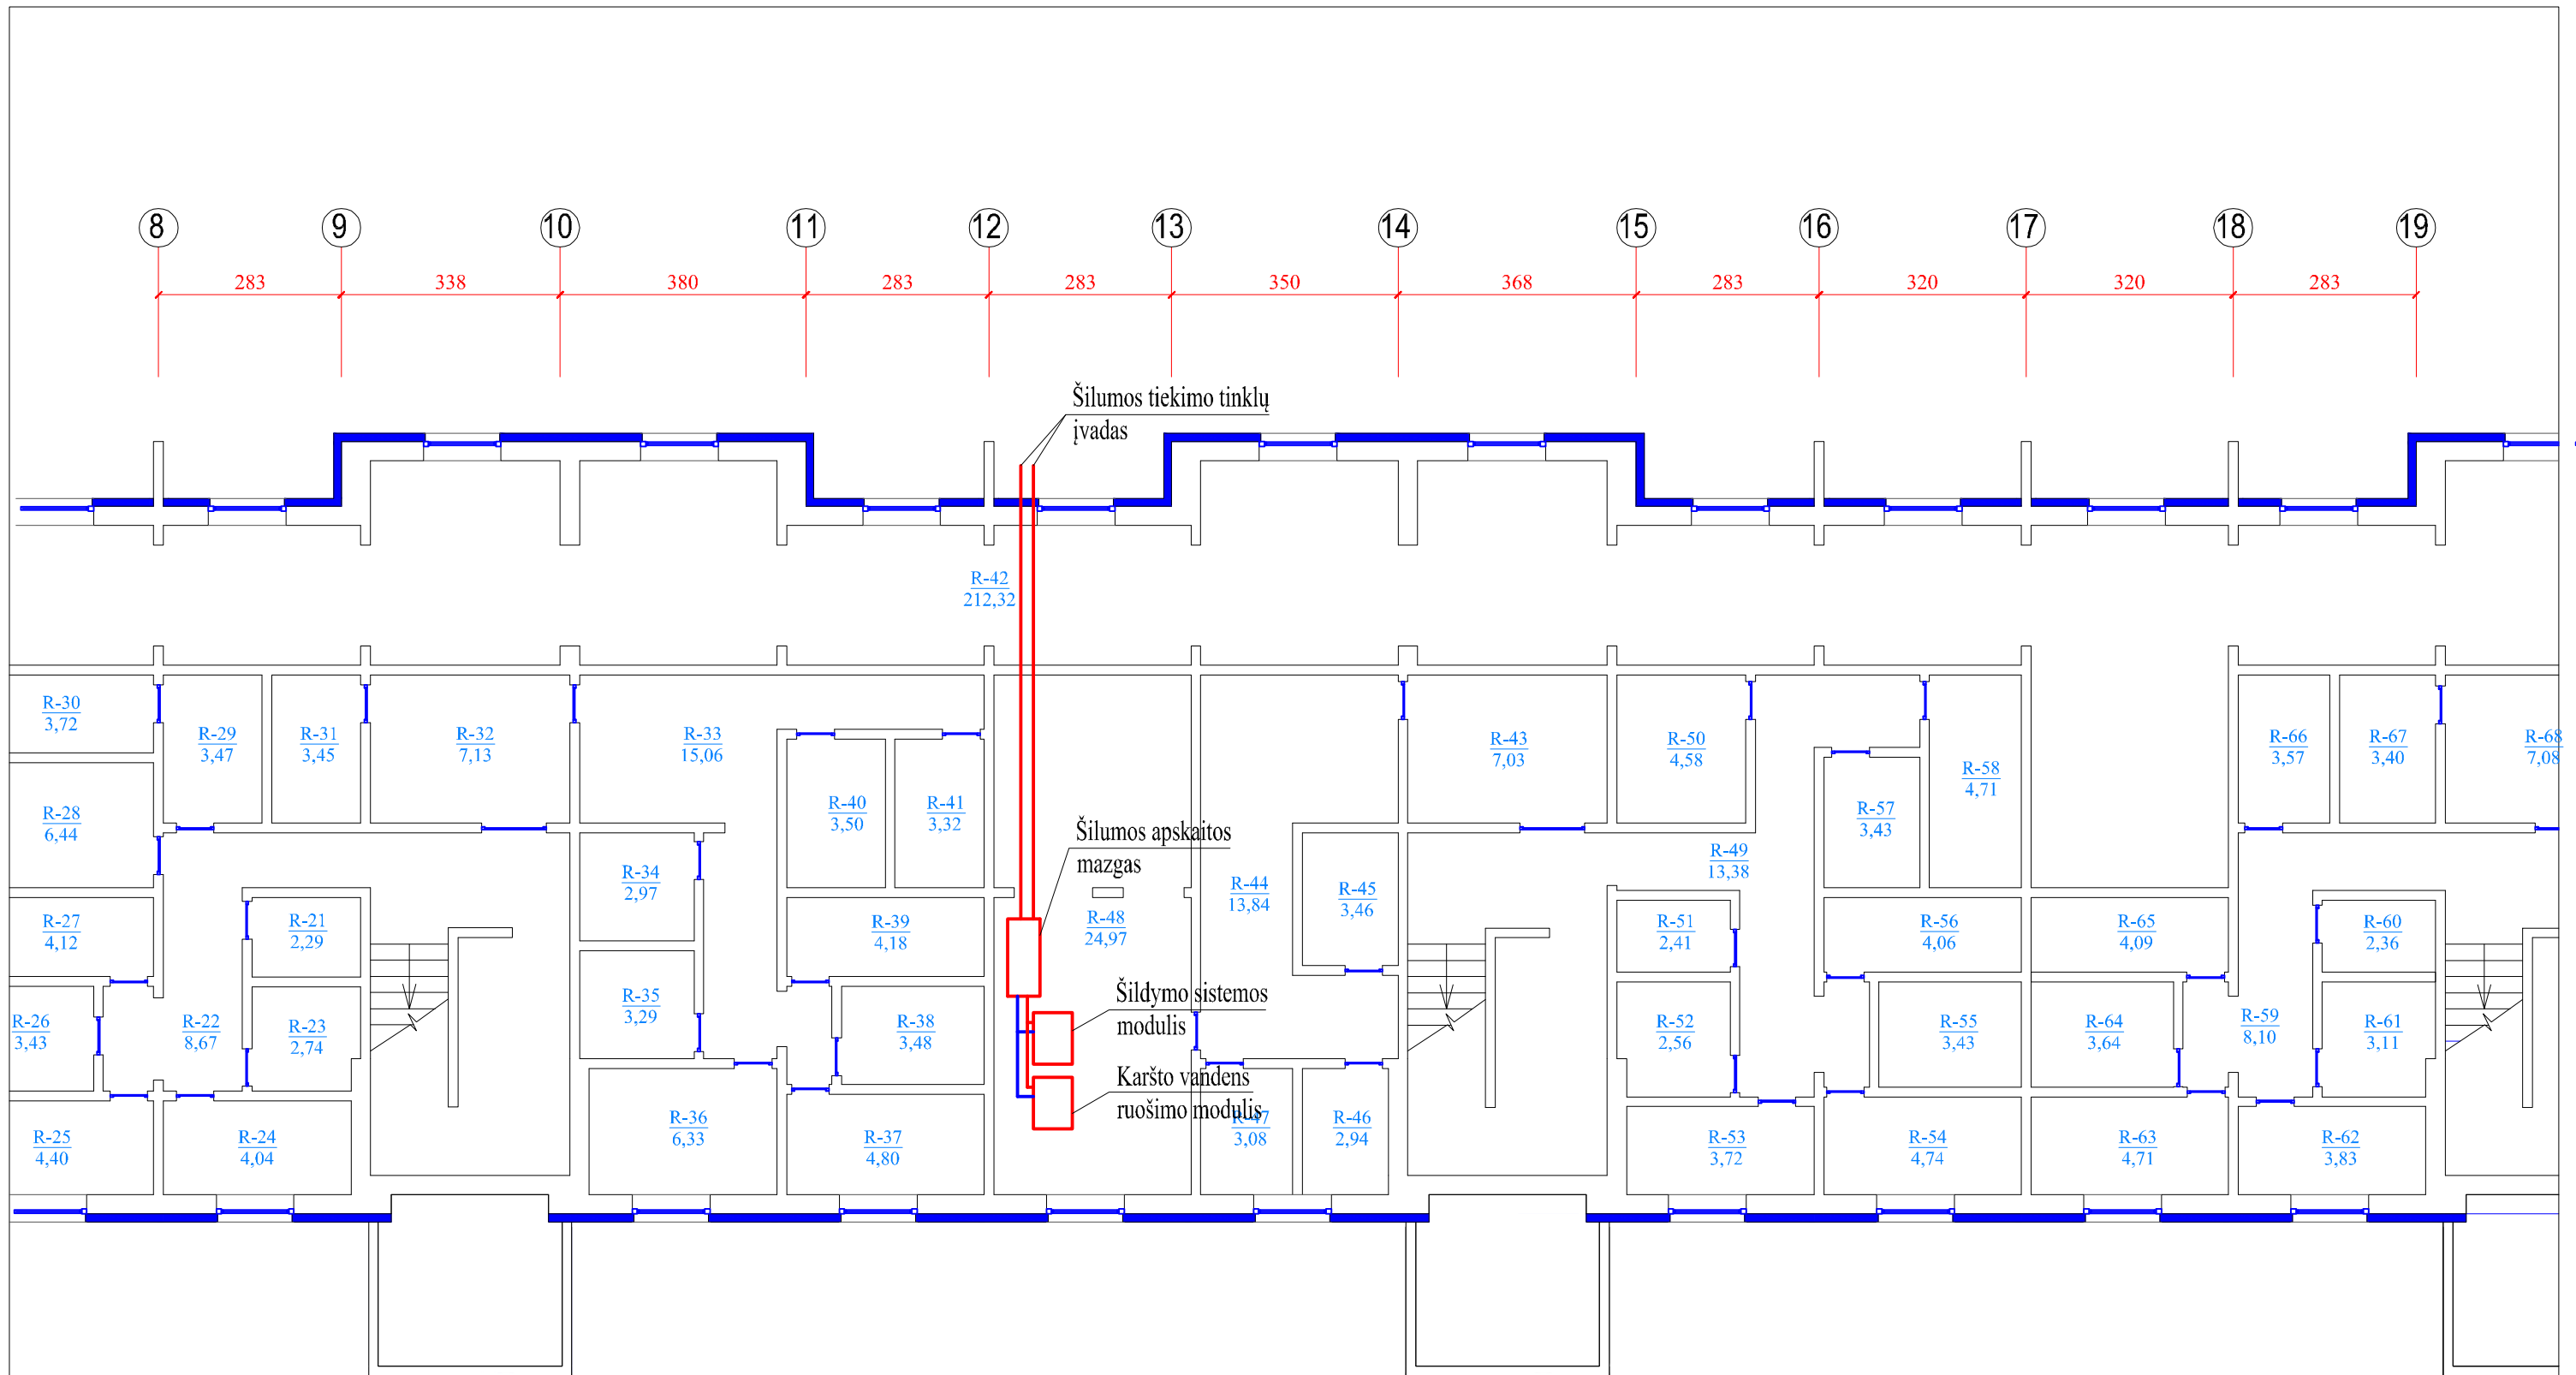 8 9 10 11 12 13 14 15 16 17 18 19
283 338 380 283 283 350 368 283 320 320 283
Šilumos tiekimo tinklų
įvadas
R-42
212,32
R-30
3,72
R-29
3,47
R-31
3,45
R-32
7,13
R-33
15,06
R-43
7,03
R-50
4,58
R-58
4,71
R-66
3,57
R-67
3,40
R-68
7,08
R-28
6,44
R-40
3,50
R-41
3,32
Šilumos apskaitos
mazgas
R-57
3,43
R-34
2,97
R-44
13,84
R-45
3,46
R-49
13,38
R-27
4,12
R-21
2,29
R-39
4,18
R-48
24,97
R-51
2,41
R-56
4,06
R-65
4,09
R-60
2,36
R-26
3,43
R-22
8,67
R-23
2,74
R-35
3,29
R-38
3,48
Šildymo sistemos
modulis
R-52
2,56
R-55
3,43
R-64
3,64
R-59
8,10
R-61
3,11
Karšto vandens
ruošimo modulis
R-25
4,40
R-24
4,04
R-36
6,33
R-37
4,80
R-47
3,08
R-46
2,94
R-53
3,72
R-54
4,74
R-63
4,71
R-62
3,83